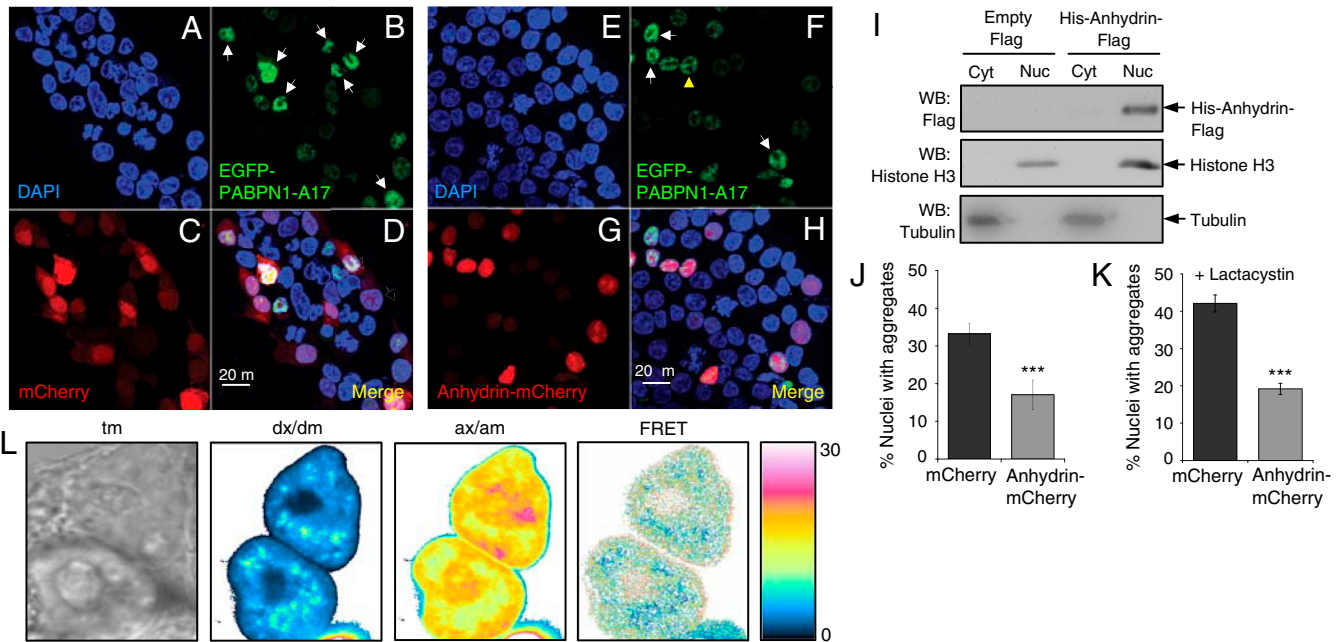 A
B
E
F
DAPI
EGFP-
PABPN1-A17
DAPI
EGFP-
PABPN1-A17
C
D
G
H
mCherry
20 m
Merge
Anhydrin-mCherry
20 m
Merge
I
Empty
Flag
His-Anhydrin-
Flag
Cyt
Nuc
Cyt
Nuc
WB:
Flag
His-Anhydrin-
Flag
WB:
Histone H3
Histone H3
WB:
Tubulin
Tubulin
J
% Nuclei with aggregates
50
40
30
20
10
0
***
mCherry
Anhydrin-
mCherry
K
+ Lactacystin
% Nuclei with aggregates
50
40
30
20
10
0
***
mCherry
Anhydrin-
mCherry
L
tm
dx/dm
ax/am
FRET
30
0